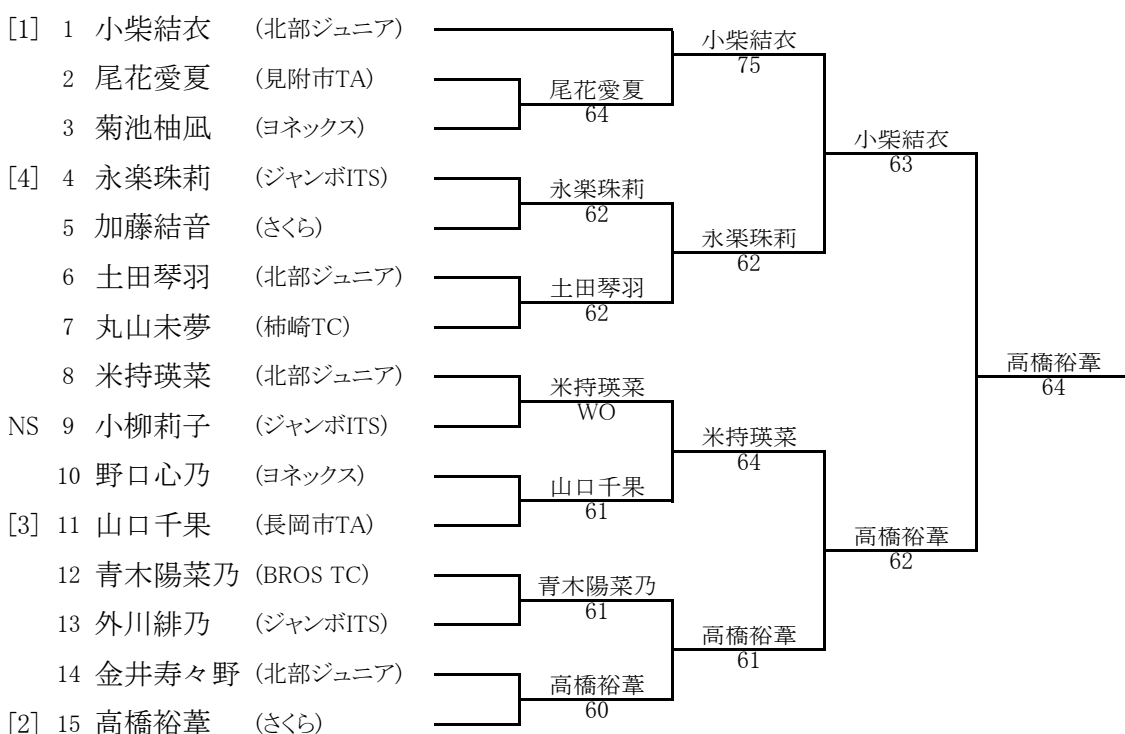 [1] 1 小柴結衣 (北部ジュニア)
小柴結衣
75
2 尾花愛夏 (見附市TA)
尾花愛夏
64
3 菊池柚凪 (ヨネックス)
小柴結衣
63
[4] 4 永楽珠莉 (ジャンボITS)
永楽珠莉
62
5 加藤結音 (さくら)
永楽珠莉
62
6 土田琴羽 (北部ジュニア)
土田琴羽
62
7 丸山未夢 (柿崎TC)
高橋裕葦
64
8 米持瑛菜 (北部ジュニア)
米持瑛菜
WO
NS 9 小柳莉子 (ジャンボITS)
米持瑛菜
64
10 野口心乃 (ヨネックス)
山口千果
61
[3] 11 山口千果 (長岡市TA)
高橋裕葦
62
12 青木陽菜乃 (BROS TC)
青木陽菜乃
61
13 外川緋乃 (ジャンボITS)
高橋裕葦
61
14 金井寿々野 (北部ジュニア)
高橋裕葦
60
[2] 15 高橋裕葦 (さくら)